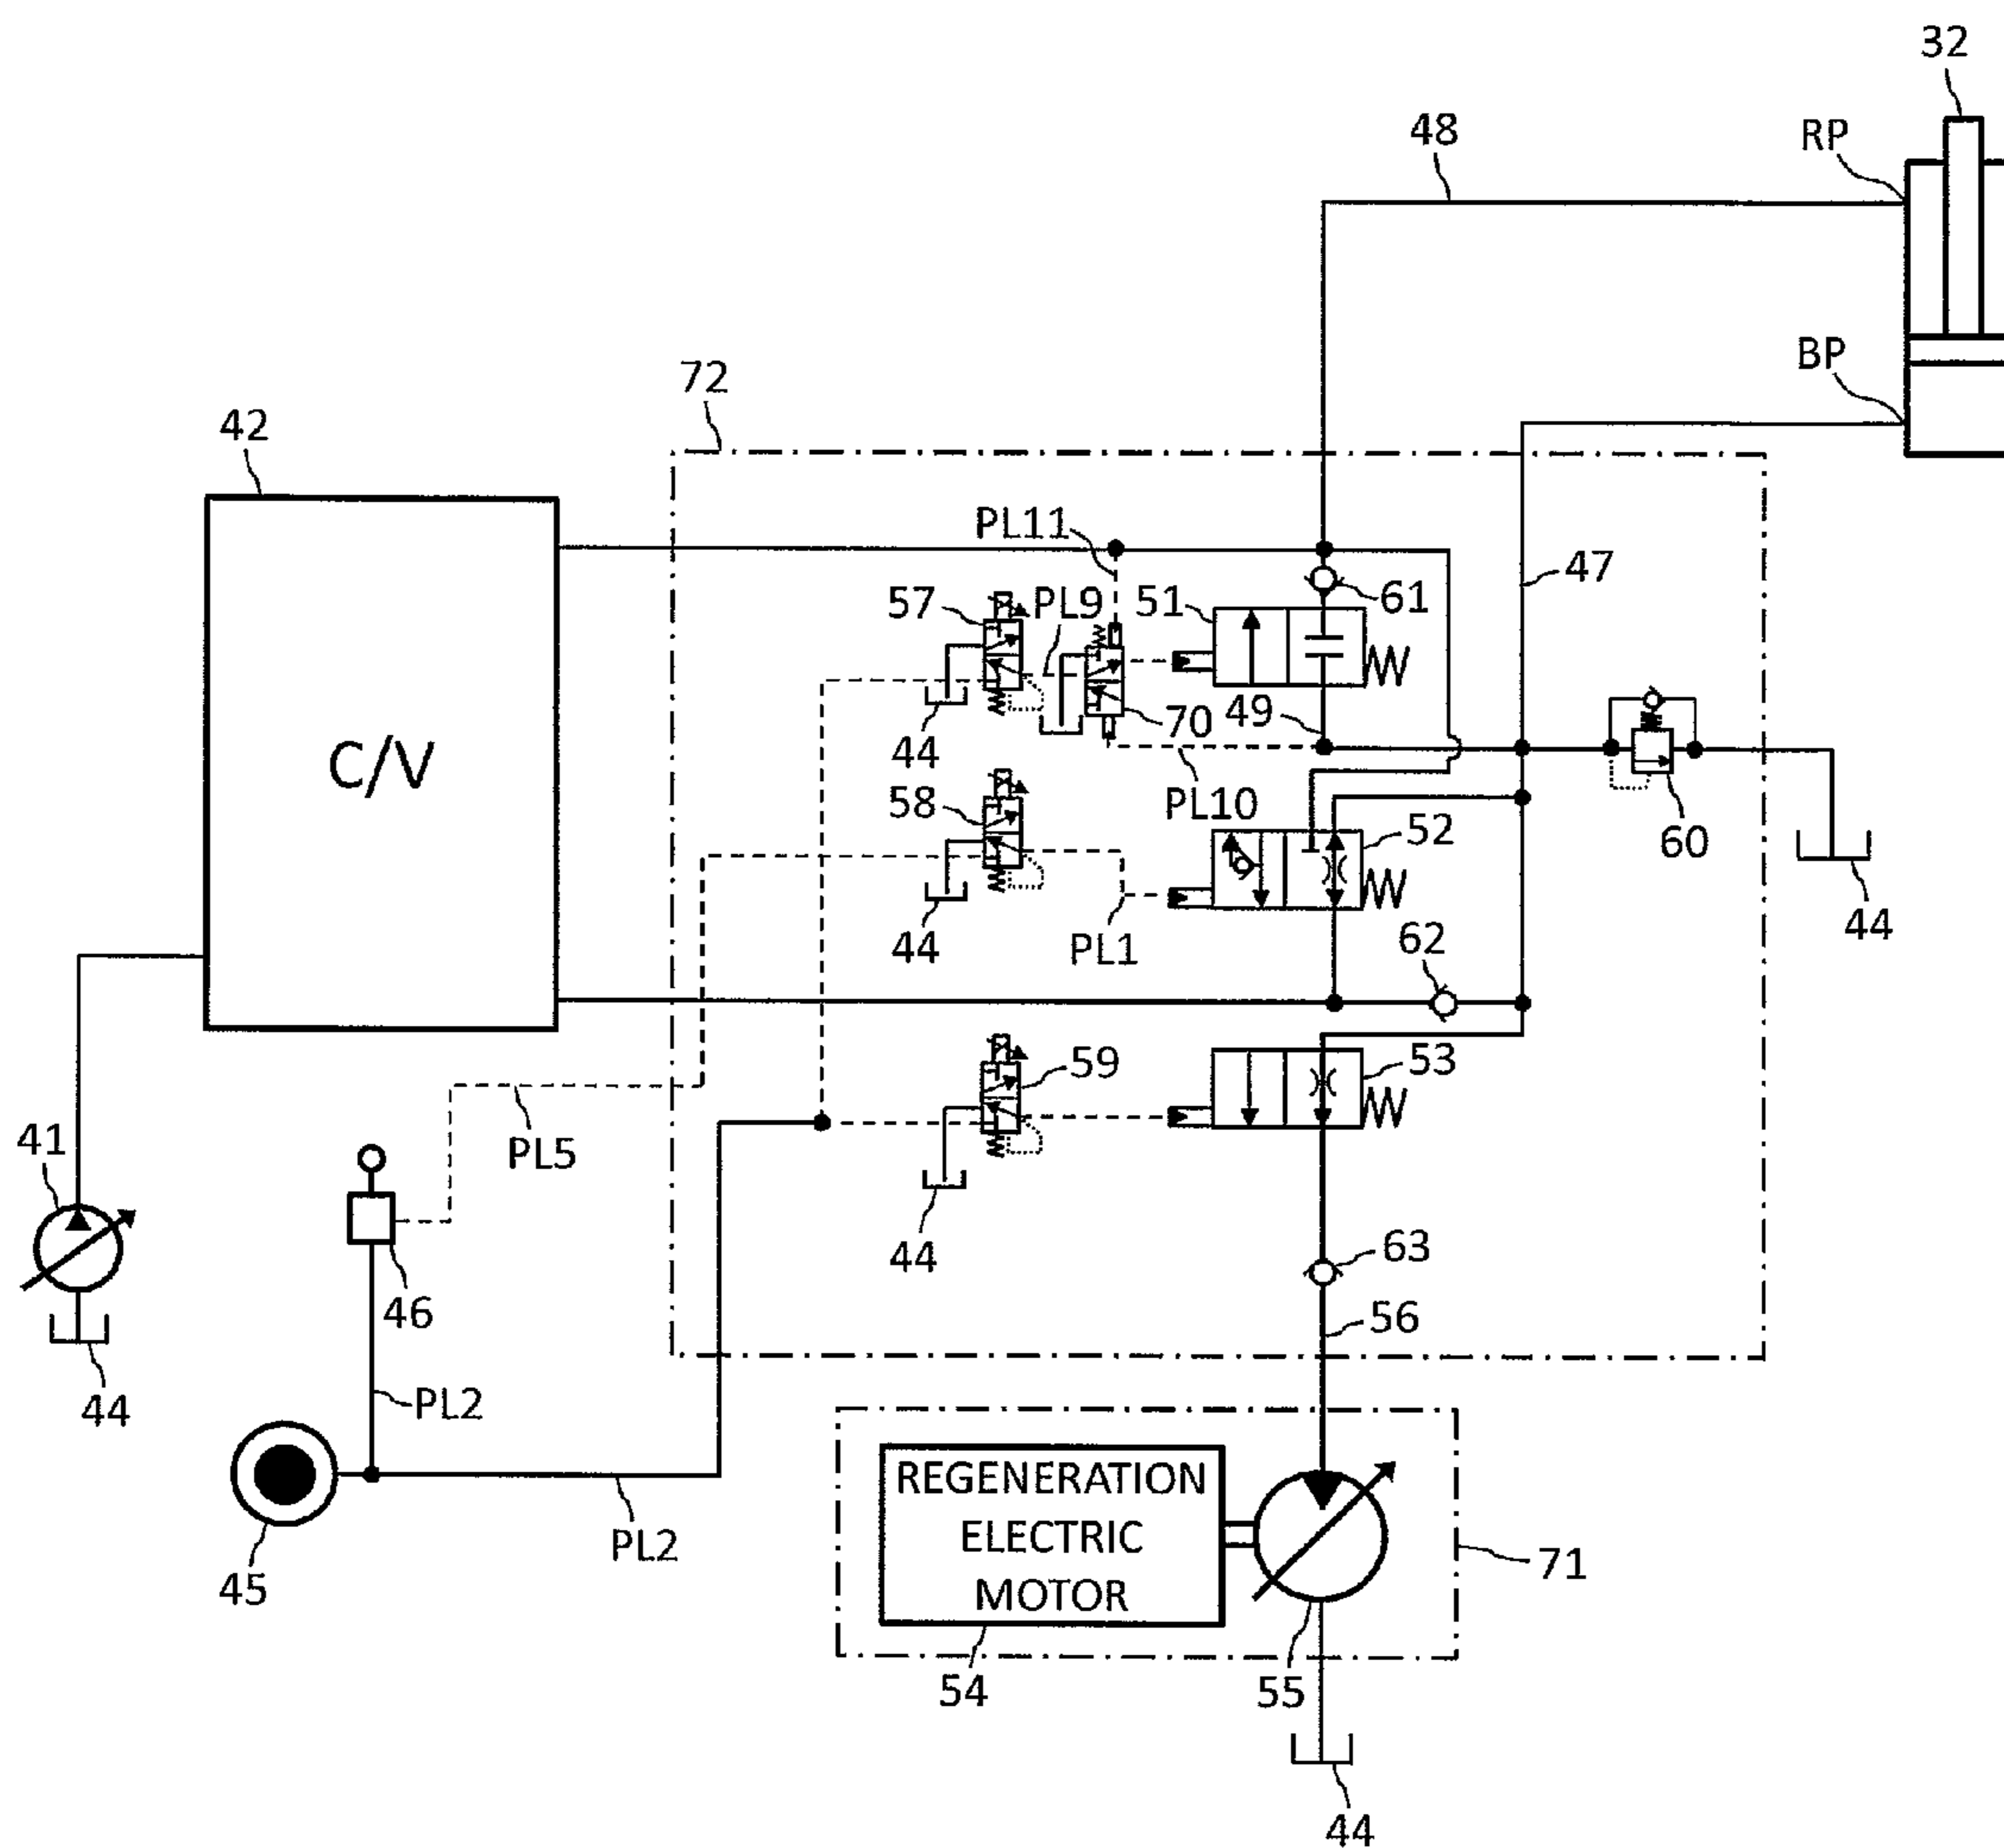 32
RP
48
BP
72
42
PL11
47
57
PL9
51
61
C/V
44
70
49
58
PL10
52
60
44
PL1
62
44
59
53
41
PL5
46
44
63
56
44
PL2
45
PL2
REGENERATION
ELECTRIC
MOTOR
71
54
55
44